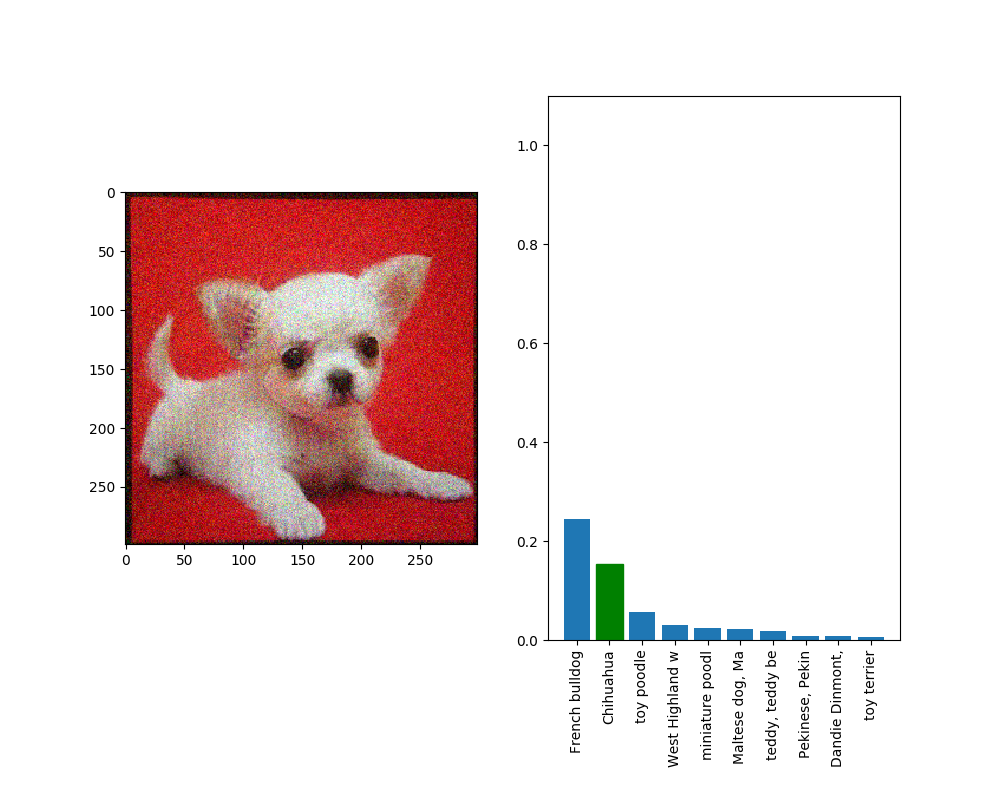 0
50
100
150
200
250
0 50 100 150 200 250
1.0
0.8
0.6
0.4
0.2
0.0
French bulldog
Chihuahua
toy poodle
West Highland w
miniature poodl
Maltese dog, Ma
teddy, teddy be
Pekinese, Pekin
Dandie Dinmont,
toy terrier